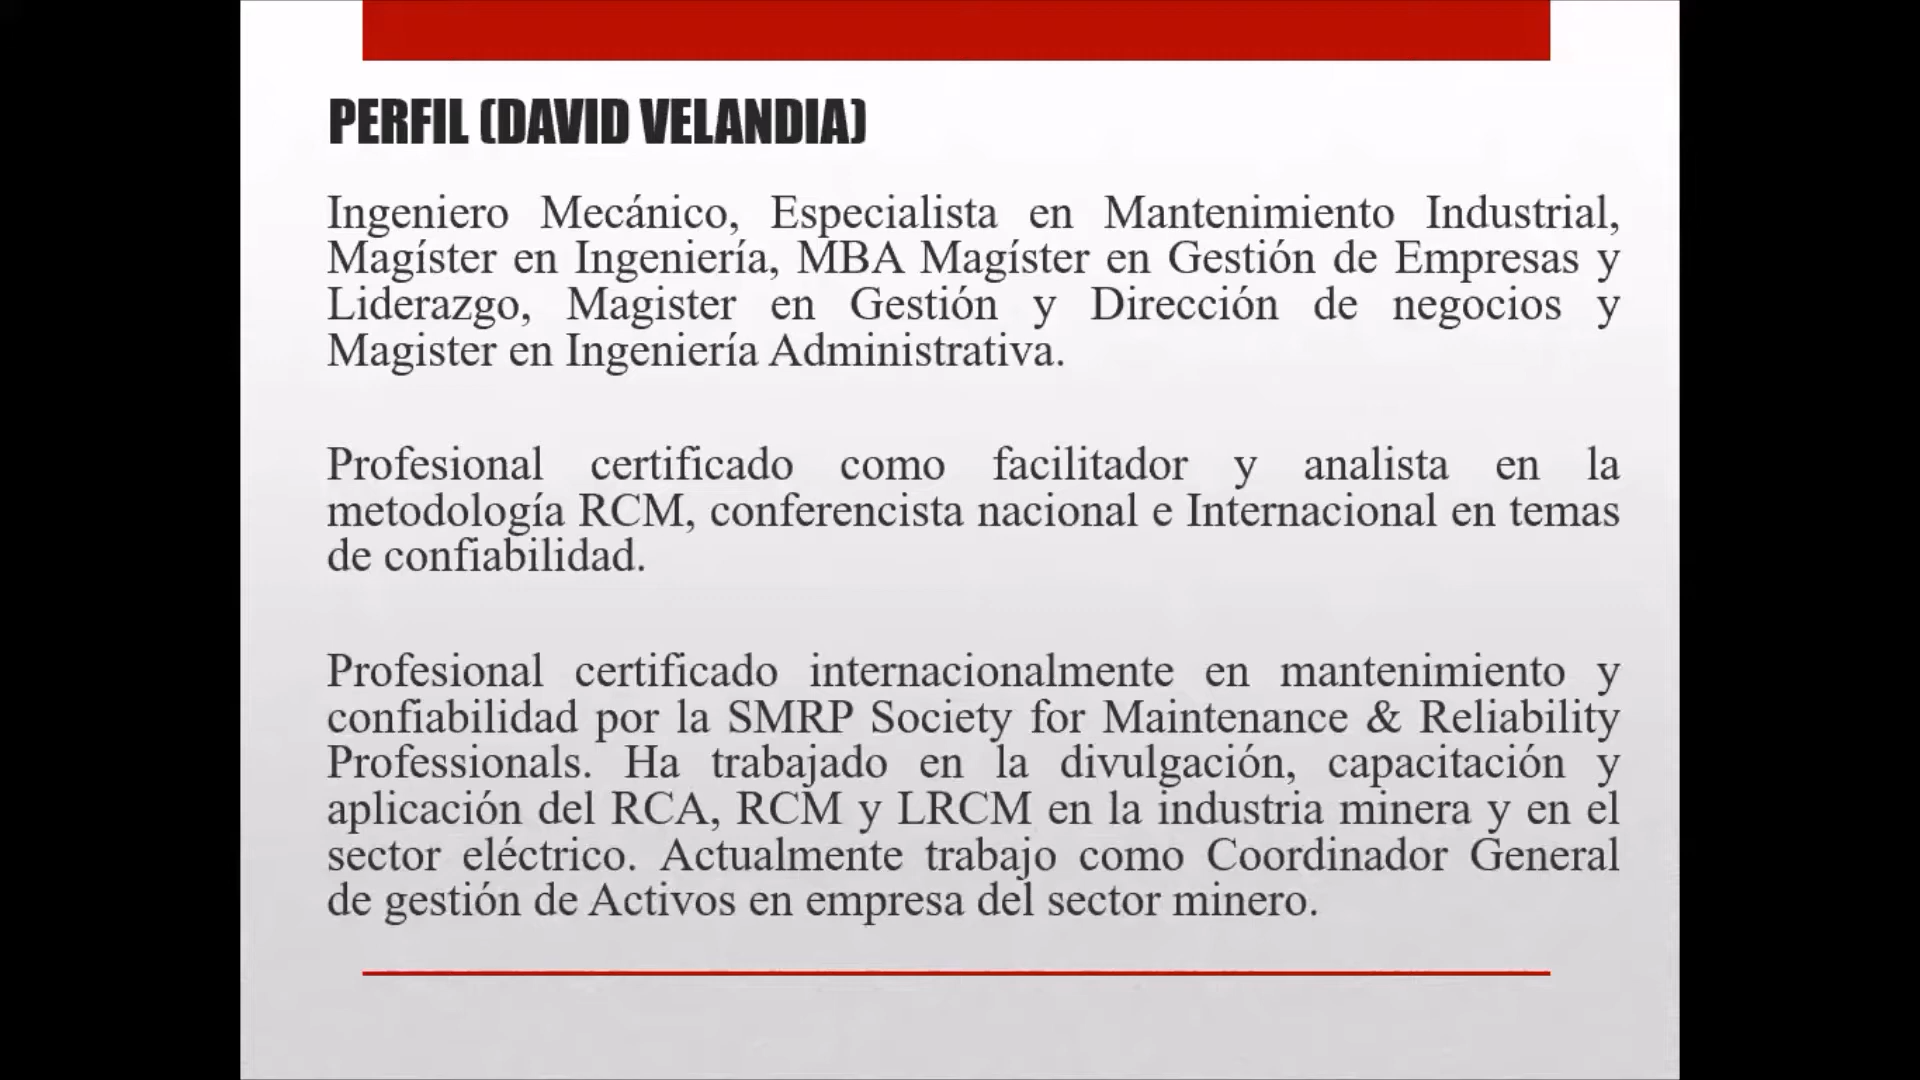 PERFIL (DAVID VELANDIA)
Ingeniero Mecánico, Especialista en Mantenimiento Industrial,
Magíster en Ingeniería, MBA Magíster en Gestión de Empresas y
Liderazgo, Magister en Gestión y Dirección de negocios y
Magister en Ingeniería Administrativa.
Profesional certificado como facilitador y analista en la
metodología RCM, conferencista nacional e Internacional en temas
de confiabilidad.
Profesional certificado internacionalmente en mantenimiento y
confiabilidad por la SMRP Society for Maintenance & Reliability
Professionals. Ha trabajado en la divulgación, capacitación y
aplicación del RCA, RCM y LRCM en la industria minera y en el
sector eléctrico. Actualmente trabajo como Coordinador General
de gestión de Activos en empresa del sector minero.